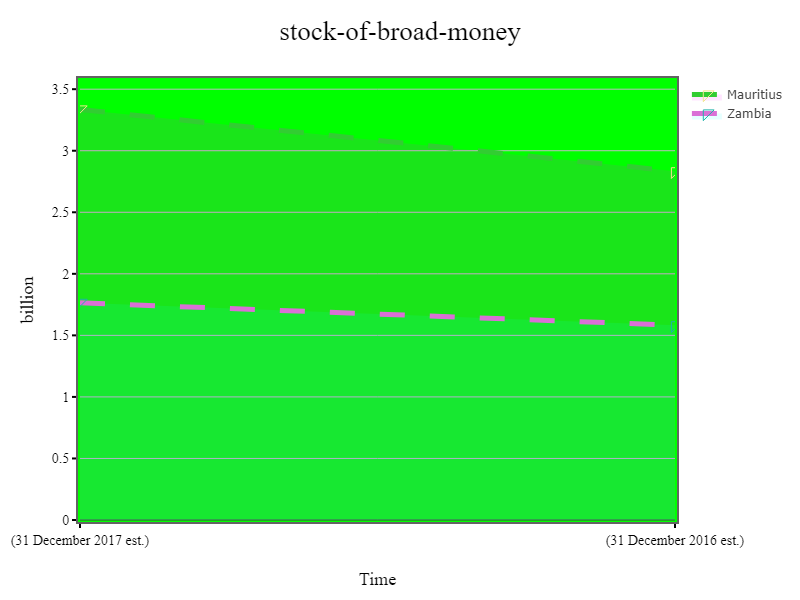 stock-of-broad-money
Mauritius
Zambia
3.5
3
2.5
2
1.5
1
0.5
0
billion
(31 December 2017 est.)
(31 December 2016 est.)
Time